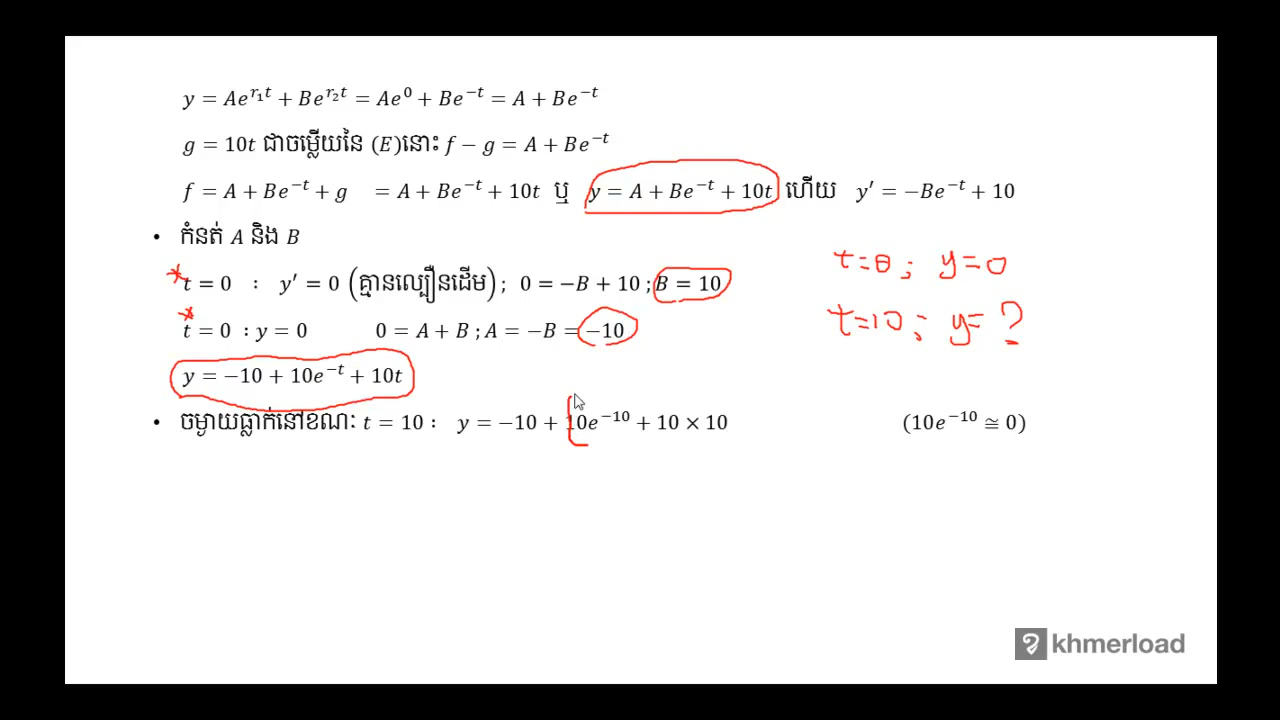 y = Ae^{r₁t} + Be^{r₂t} = Ae⁰ + Be^{−t} = A + Be^{−t}
g = 10t ជាចម្លើយនៃ (E)នោះ f − g = A + Be^{−t}
f = A + Be^{−t} + g = A + Be^{−t} + 10t ឬ y = A + Be^{−t} + 10t ហើយ y′ = −Be^{−t} + 10
• កំនត់ A និង B
t=0 ; y=0
* t = 0 : y′ = 0 (គ្មានល្បឿនដើម) ; 0 = −B + 10 ; B = 10
t=10 ; y= ?
* t = 0 : y = 0 0 = A + B ; A = −B = −10
y = −10 + 10e^{−t} + 10t
• ចម្ងាយធ្លាក់នៅខណៈ t = 10 : y = −10 + 10e^{−10} + 10 × 10 (10e^{−10} ≅ 0)
khmerload